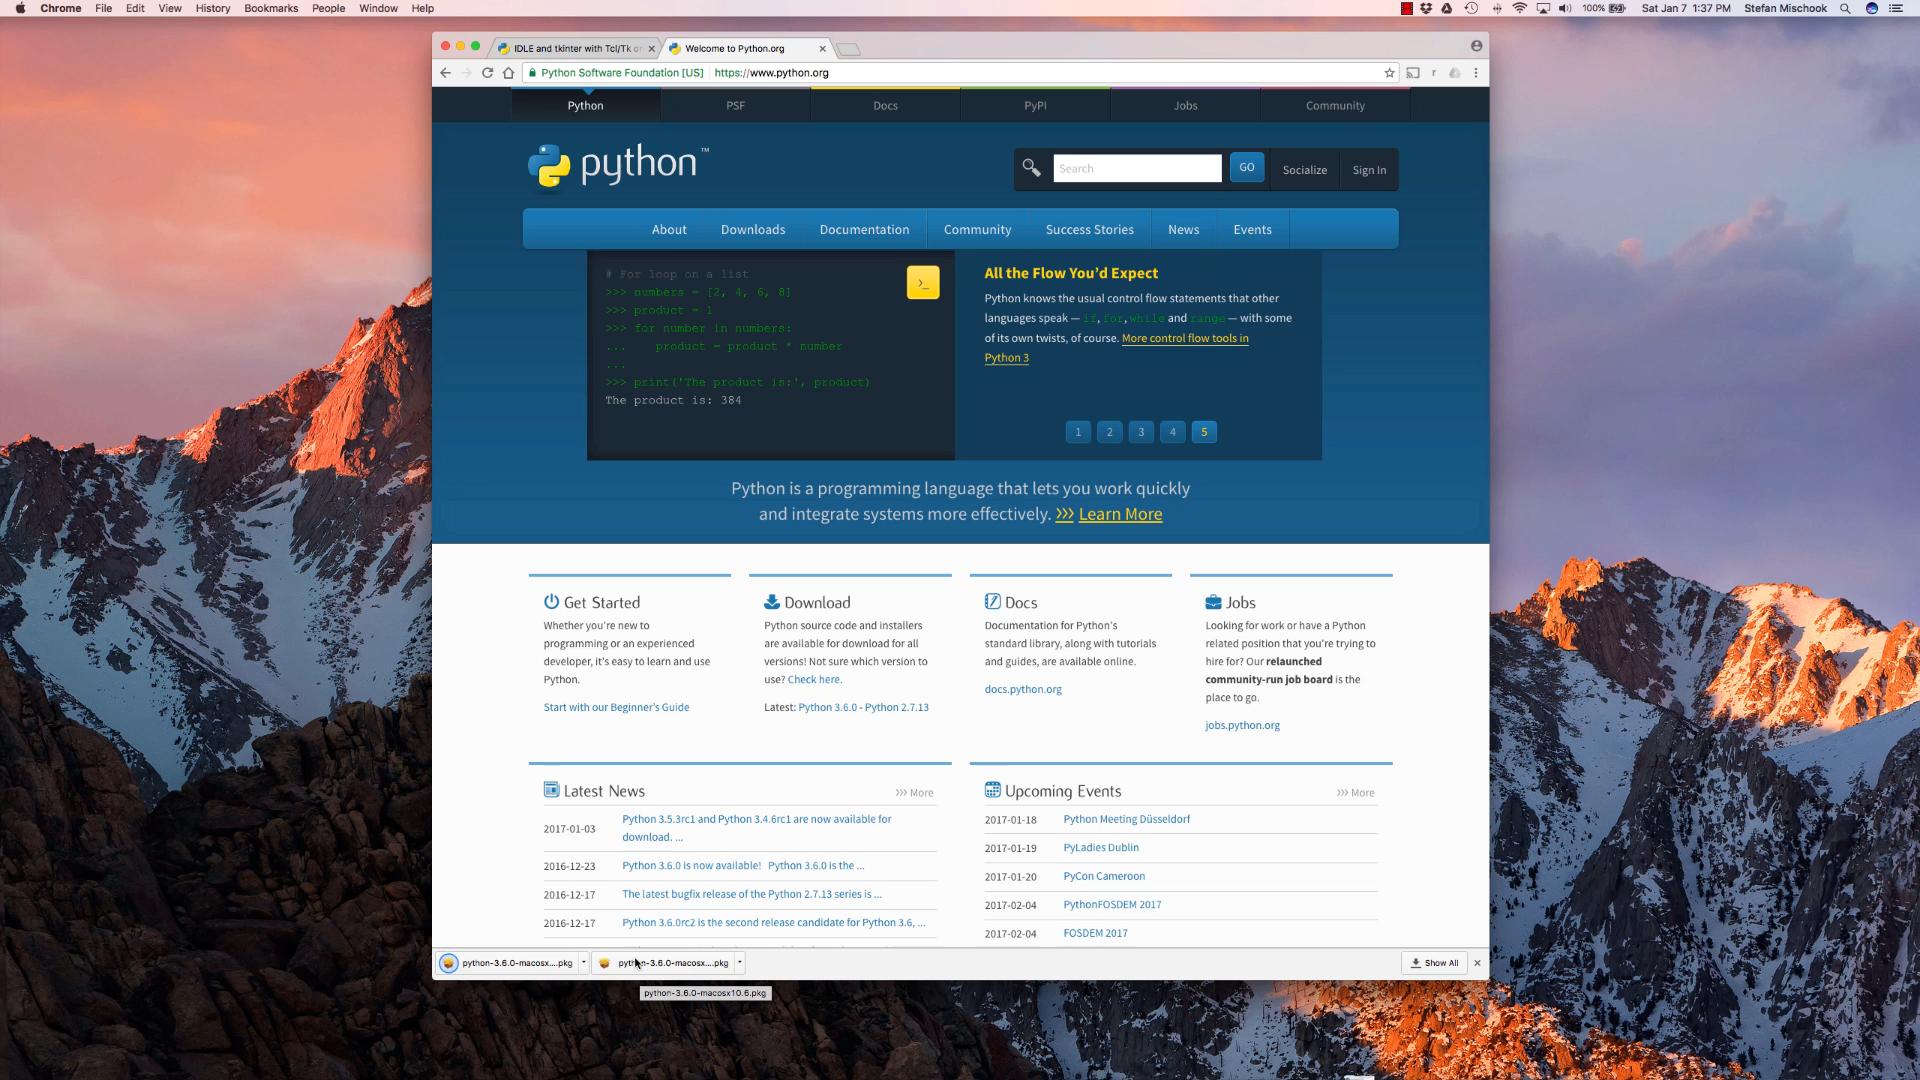 Chrome File Edit View History Bookmarks People Window Help
100% Sat Jan 7 1:37 PM Stefan Mischook
IDLE and tkinter with Tcl/Tk on
Welcome to Python.org
Python Software Foundation [US] https://www.python.org
Python PSF Docs PyPI Jobs Community
python™
Search GO Socialize Sign In
About Downloads Documentation Community Success Stories News Events
# For loop on a list
>>> numbers = [2, 4, 6, 8]
>>> product = 1
>>> for number in numbers:
... product = product * number
...
>>> print('The product is:', product)
The product is: 384
>_
All the Flow You’d Expect
Python knows the usual control flow statements that other
languages speak — if, for, while and range — with some
of its own twists, of course. More control flow tools in
Python 3
1 2 3 4 5
Python is a programming language that lets you work quickly
and integrate systems more effectively. >>> Learn More
Get Started
Whether you're new to
programming or an experienced
developer, it's easy to learn and use
Python.
Start with our Beginner’s Guide
Download
Python source code and installers
are available for download for all
versions! Not sure which version to
use? Check here.
Latest: Python 3.6.0 - Python 2.7.13
Docs
Documentation for Python's
standard library, along with tutorials
and guides, are available online.
docs.python.org
Jobs
Looking for work or have a Python
related position that you're trying to
hire for? Our relaunched
community-run job board is the
place to go.
jobs.python.org
Latest News
>>> More
2017-01-03 Python 3.5.3rc1 and Python 3.4.6rc1 are now available for
download. ...
2016-12-23 Python 3.6.0 is now available! Python 3.6.0 is the ...
2016-12-17 The latest bugfix release of the Python 2.7.13 series is ...
2016-12-17 Python 3.6.0rc2 is the second release candidate for Python 3.6, ...
Upcoming Events
>>> More
2017-01-18 Python Meeting Düsseldorf
2017-01-19 PyLadies Dublin
2017-01-20 PyCon Cameroon
2017-02-04 PythonFOSDEM 2017
2017-02-04 FOSDEM 2017
python-3.6.0-macosx....pkg
python-3.6.0-macosx....pkg
Show All
python-3.6.0-macosx10.6.pkg